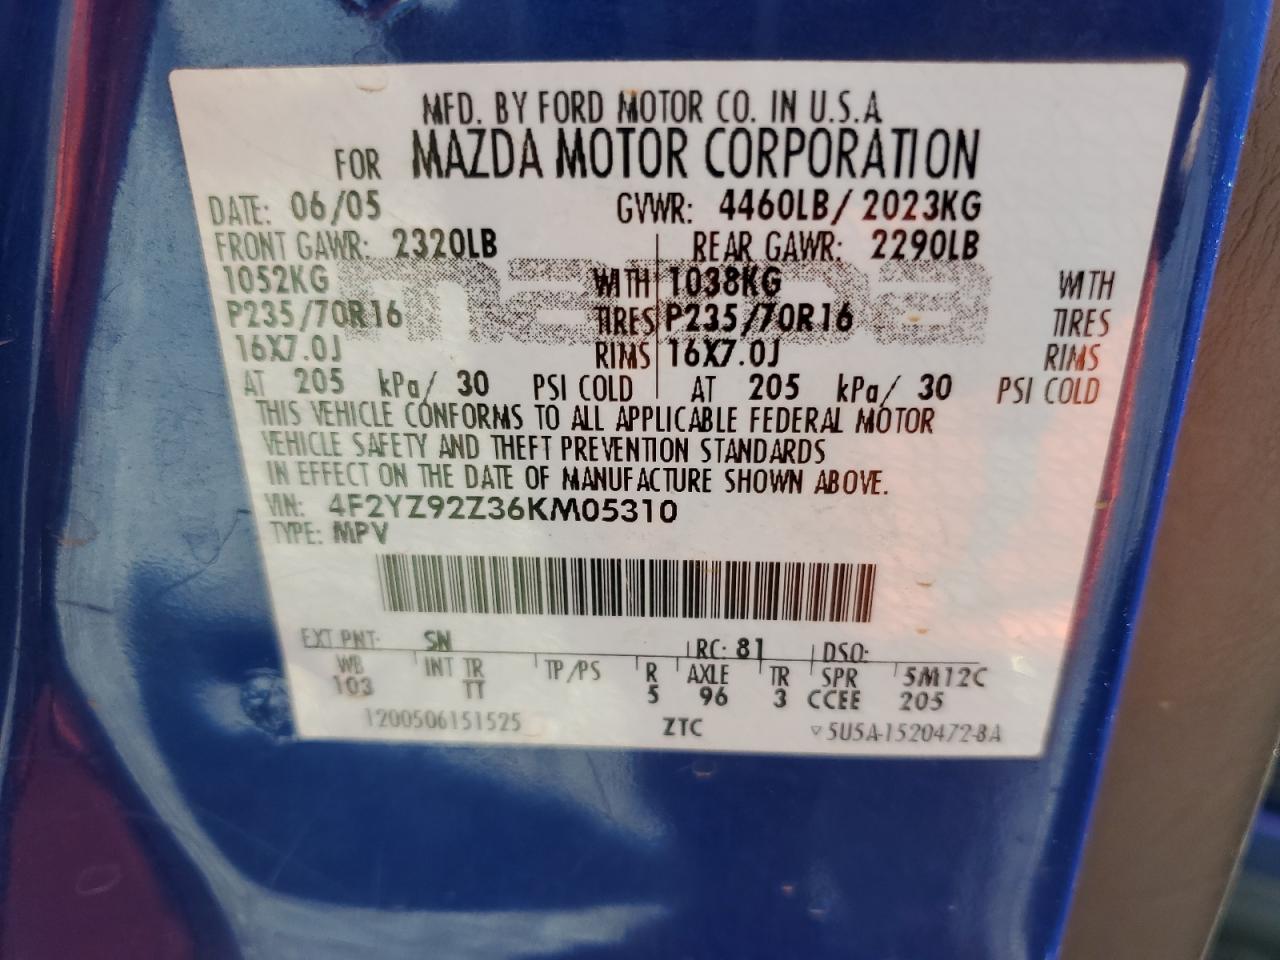 MFD. BY FORD MOTOR CO. IN U.S.A
FOR MAZDA MOTOR CORPORATION
DATE: 06/05 GVWR: 4460LB/ 2023KG
FRONT GAWR: 2320LB REAR GAWR: 2290LB
1052KG WITH 1038KG WITH
P235/70R16 TIRES P235/70R16 TIRES
16X7.0J RIMS 16X7.0J RIMS
AT 205 kPa/ 30 PSI COLD AT 205 kPa/ 30 PSI COLD
THIS VEHICLE CONFORMS TO ALL APPLICABLE FEDERAL MOTOR
VEHICLE SAFETY AND THEFT PREVENTION STANDARDS
IN EFFECT ON THE DATE OF MANUFACTURE SHOWN ABOVE.
VIN: 4F2YZ92Z36KM05310
TYPE: MPV
EXT PNT: SN RC: 81 DSO:
WB INT TR TP/PS R AXLE TR SPR 5M12C
103 TT 5 96 3 CCEE 205
1200506151525 ZTC ▽5U5A-1520472-BA